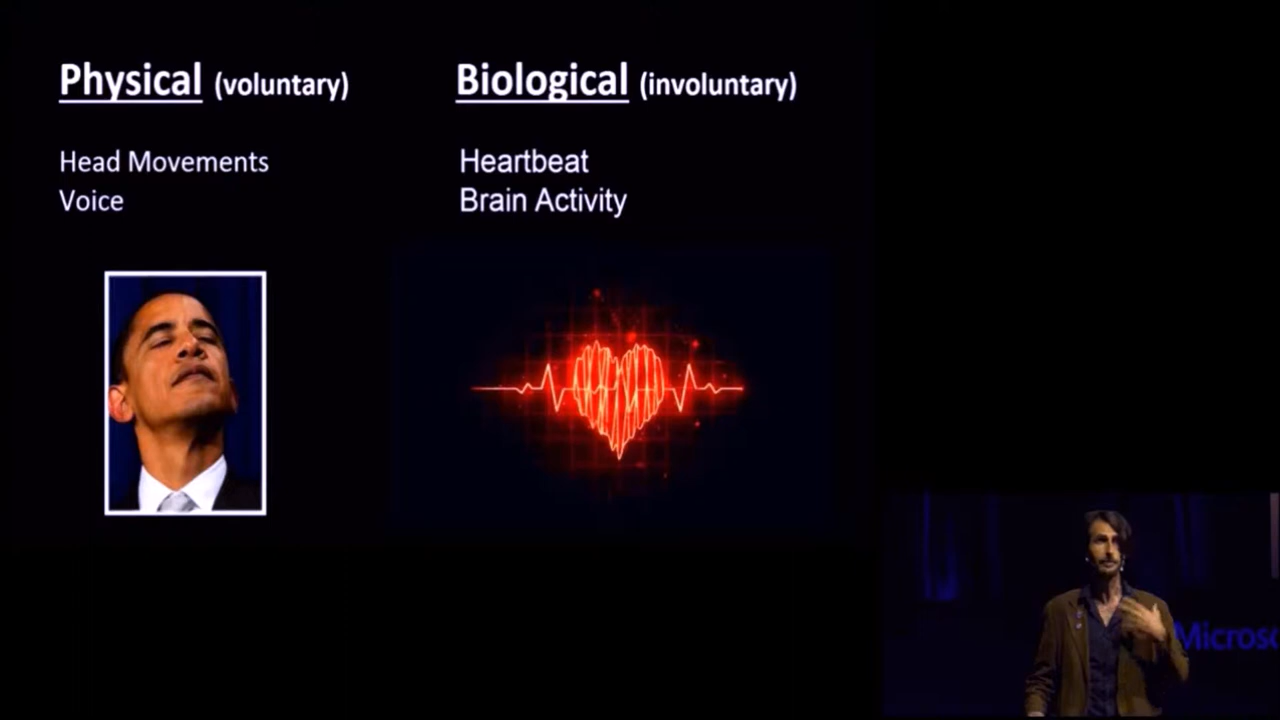 Physical (voluntary)
Head Movements
Voice
Biological (involuntary)
Heartbeat
Brain Activity